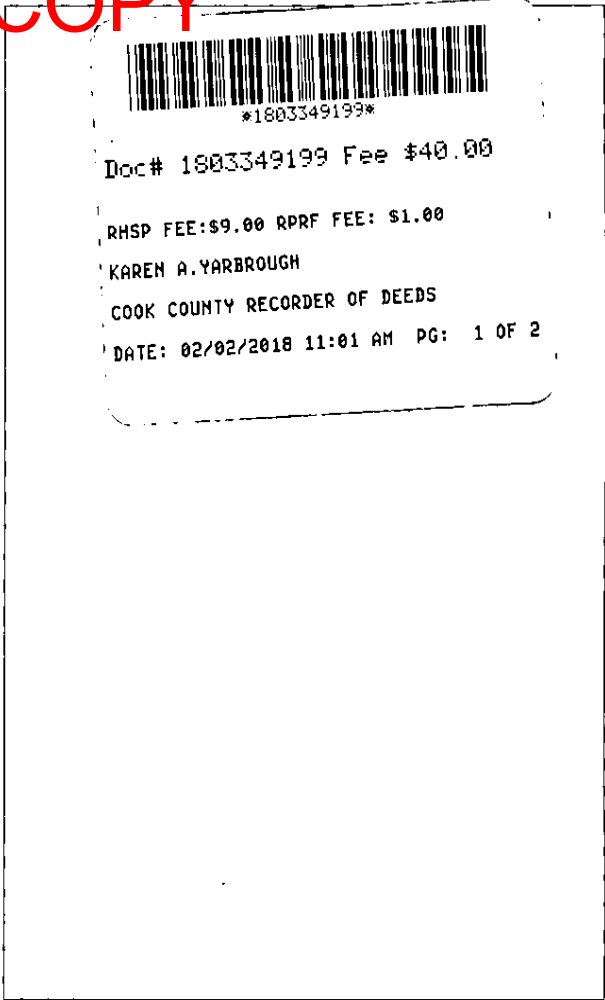 COPY
*1803349199*
Doc# 1803349199 Fee $40.00
RHSP FEE:$9.00 RPRF FEE: $1.00
KAREN A.YARBROUGH
COOK COUNTY RECORDER OF DEEDS
DATE: 02/02/2018 11:01 AM PG: 1 OF 2